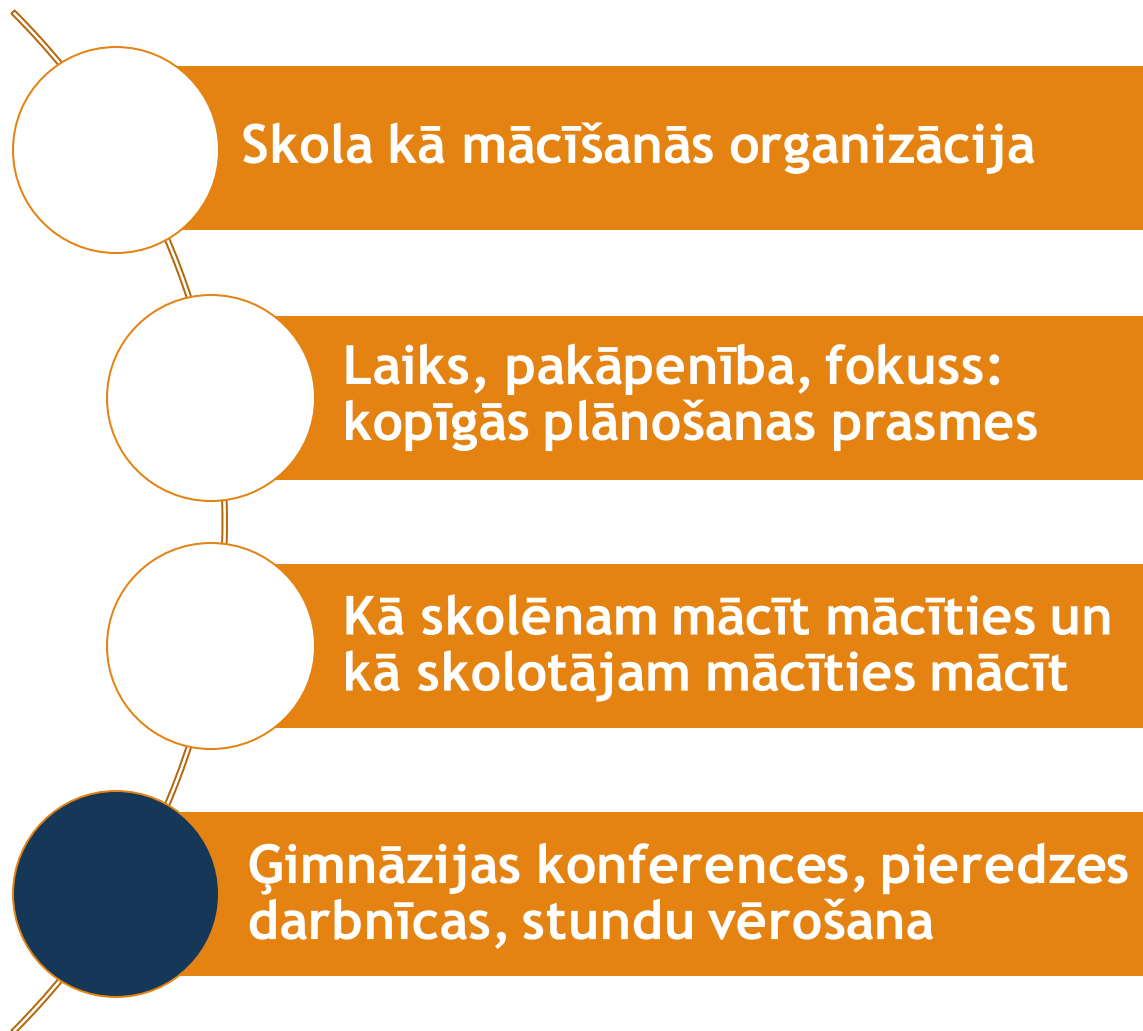 Skola kā mācīšanās organizācija
Laiks, pakāpenība, fokuss:
kopīgās plānošanas prasmes
Kā skolēnam mācīt mācīties un
kā skolotājam mācīties mācīt
Ģimnāzijas konferences, pieredzes
darbnīcas, stundu vērošana